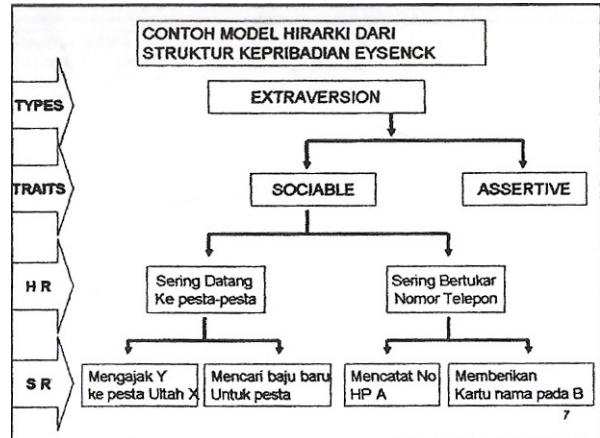 CONTOH MODEL HIRARKI DARI
STRUKTUR KEPRIBADIAN EYSENCK
TYPES
EXTRAVERSION
TRAITS
SOCIABLE
ASSERTIVE
H R
Sering Datang
Ke pesta-pesta
Sering Bertukar
Nomor Telepon
S R
Mengajak Y
ke pesta Ultah X
Mencari baju baru
Untuk pesta
Mencatat No
HP A
Memberikan
Kartu nama pada B
7